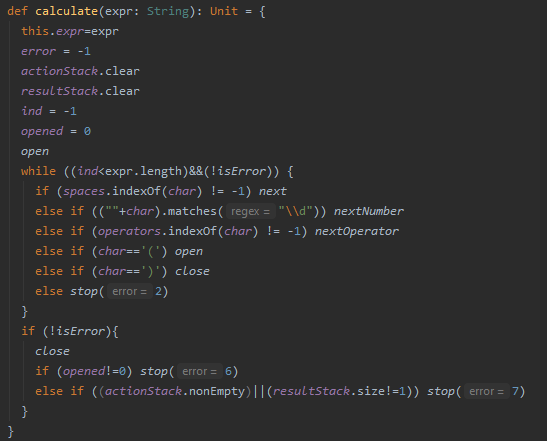 def calculate(expr: String): Unit = {
  this.expr=expr
  error = -1
  actionStack.clear
  resultStack.clear
  ind = -1
  opened = 0
  open
  while ((ind<expr.length)&&(!isError)) {
    if (spaces.indexOf(char) != -1) next
    else if ((""+char).matches( regex = "\\d")) nextNumber
    else if (operators.indexOf(char) != -1) nextOperator
    else if (char=='(') open
    else if (char==')') close
    else stop( error = 2)
  }
  if (!isError){
    close
    if (opened!=0) stop( error = 6)
    else if ((actionStack.nonEmpty)||(resultStack.size!=1)) stop( error = 7)
  }
}